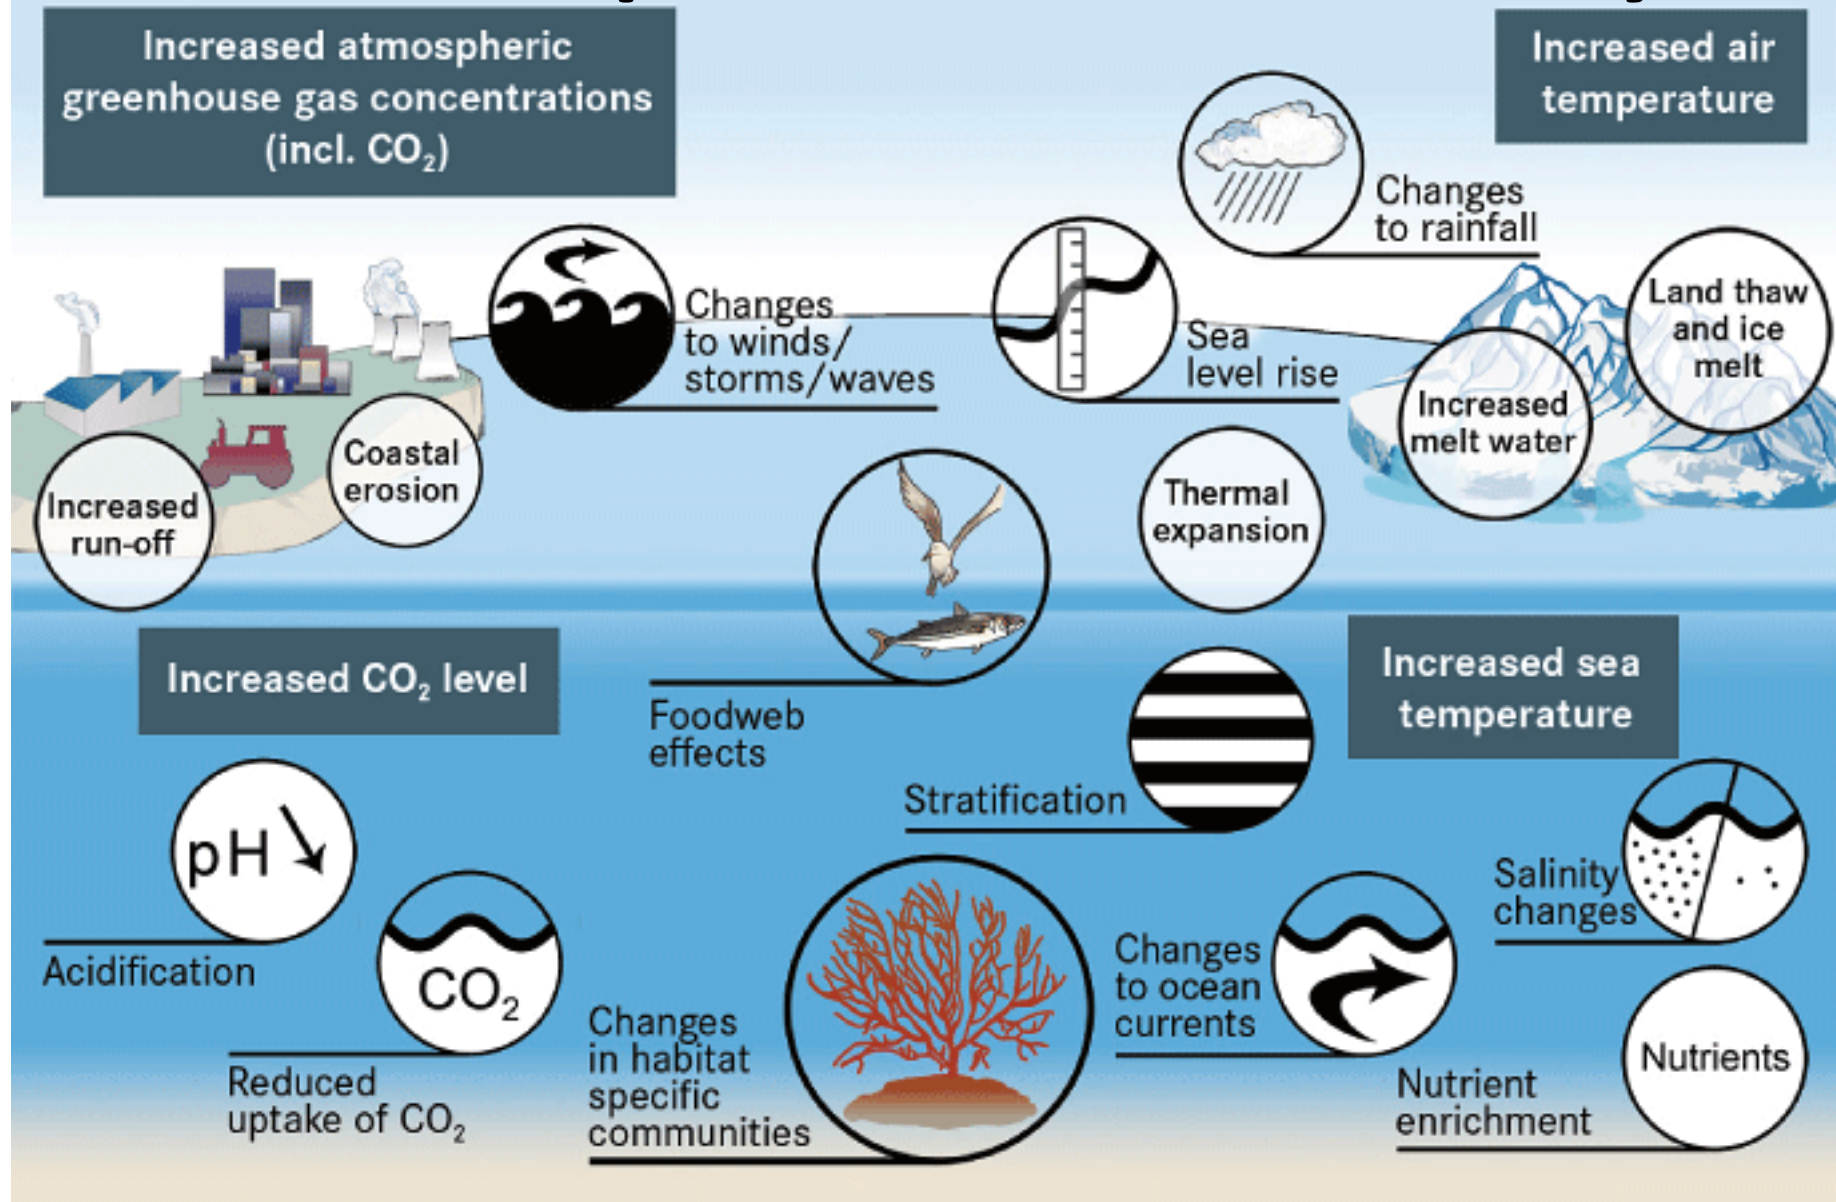 Increased atmospheric
greenhouse gas concentrations
(incl. CO₂)
Increased air
temperature
Changes
to rainfall
Land thaw
and ice
melt
Changes
to winds/
storms/waves
Sea
level rise
Increased
melt water
Coastal
erosion
Increased
run-off
Thermal
expansion
Increased CO₂ level
Foodweb
effects
Increased sea
temperature
Stratification
pH
Acidification
CO₂
Reduced
uptake of CO₂
Changes
in habitat
specific
communities
Changes
to ocean
currents
Salinity
changes
Nutrients
Nutrient
enrichment